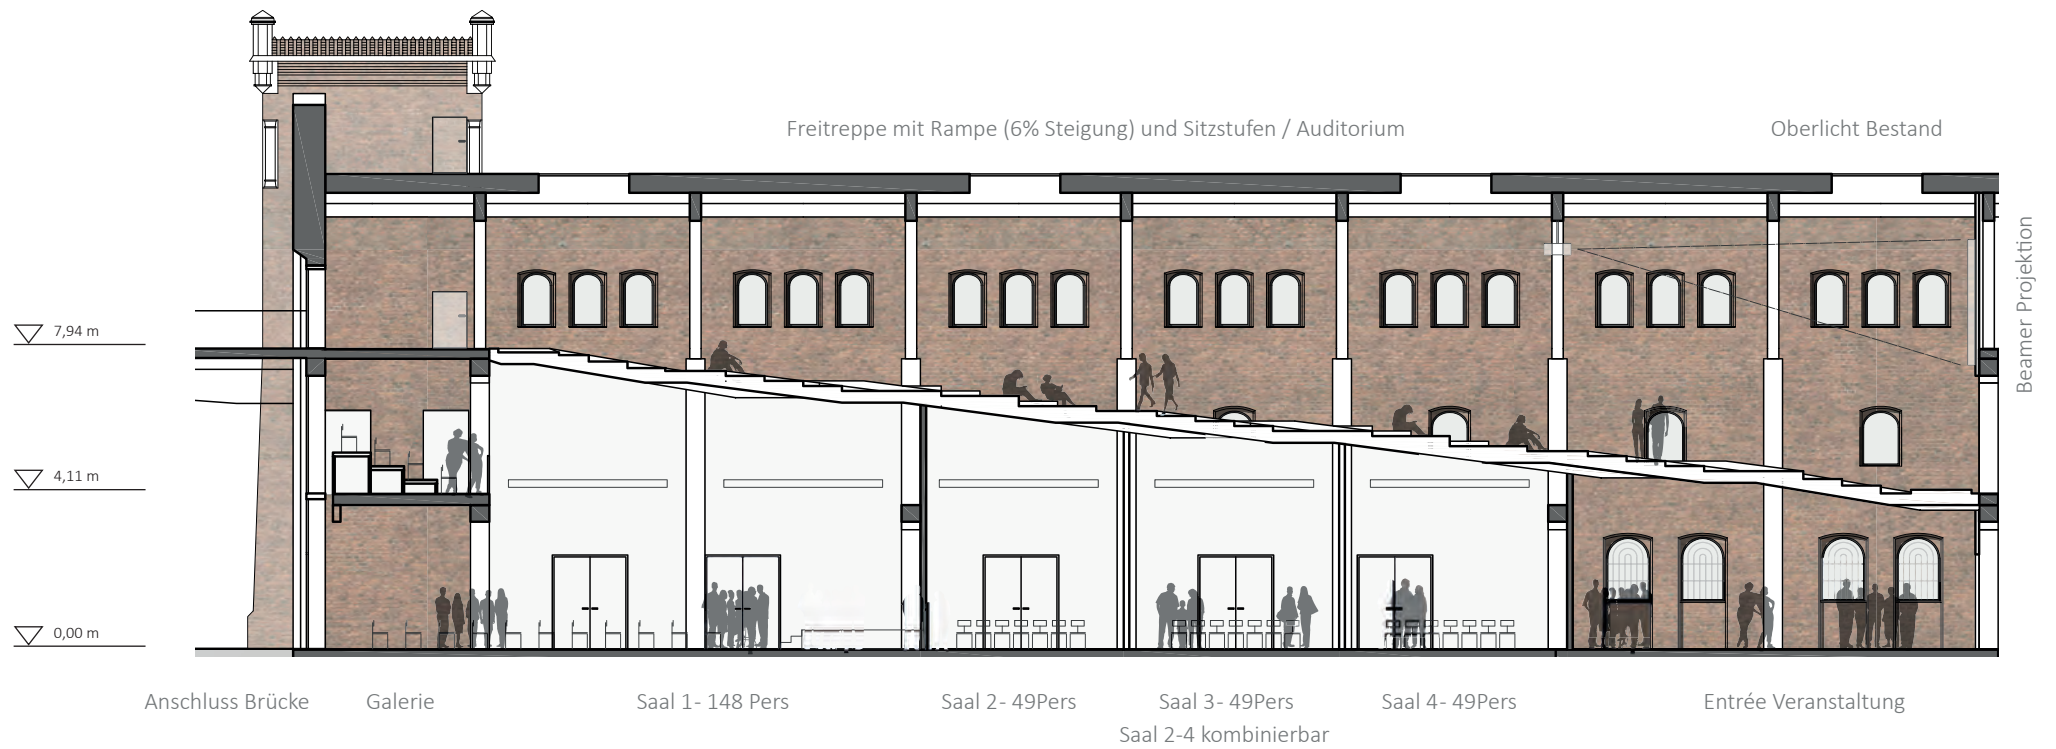 Freitreppe mit Rampe (6% Steigung) und Sitzstufen / Auditorium
Oberlicht Bestand
Beamer Projektion
7,94 m
4,11 m
0,00 m
Anschluss Brücke
Galerie
Saal 1- 148 Pers
Saal 2- 49Pers
Saal 3- 49Pers
Saal 4- 49Pers
Entrée Veranstaltung
Saal 2-4 kombinierbar